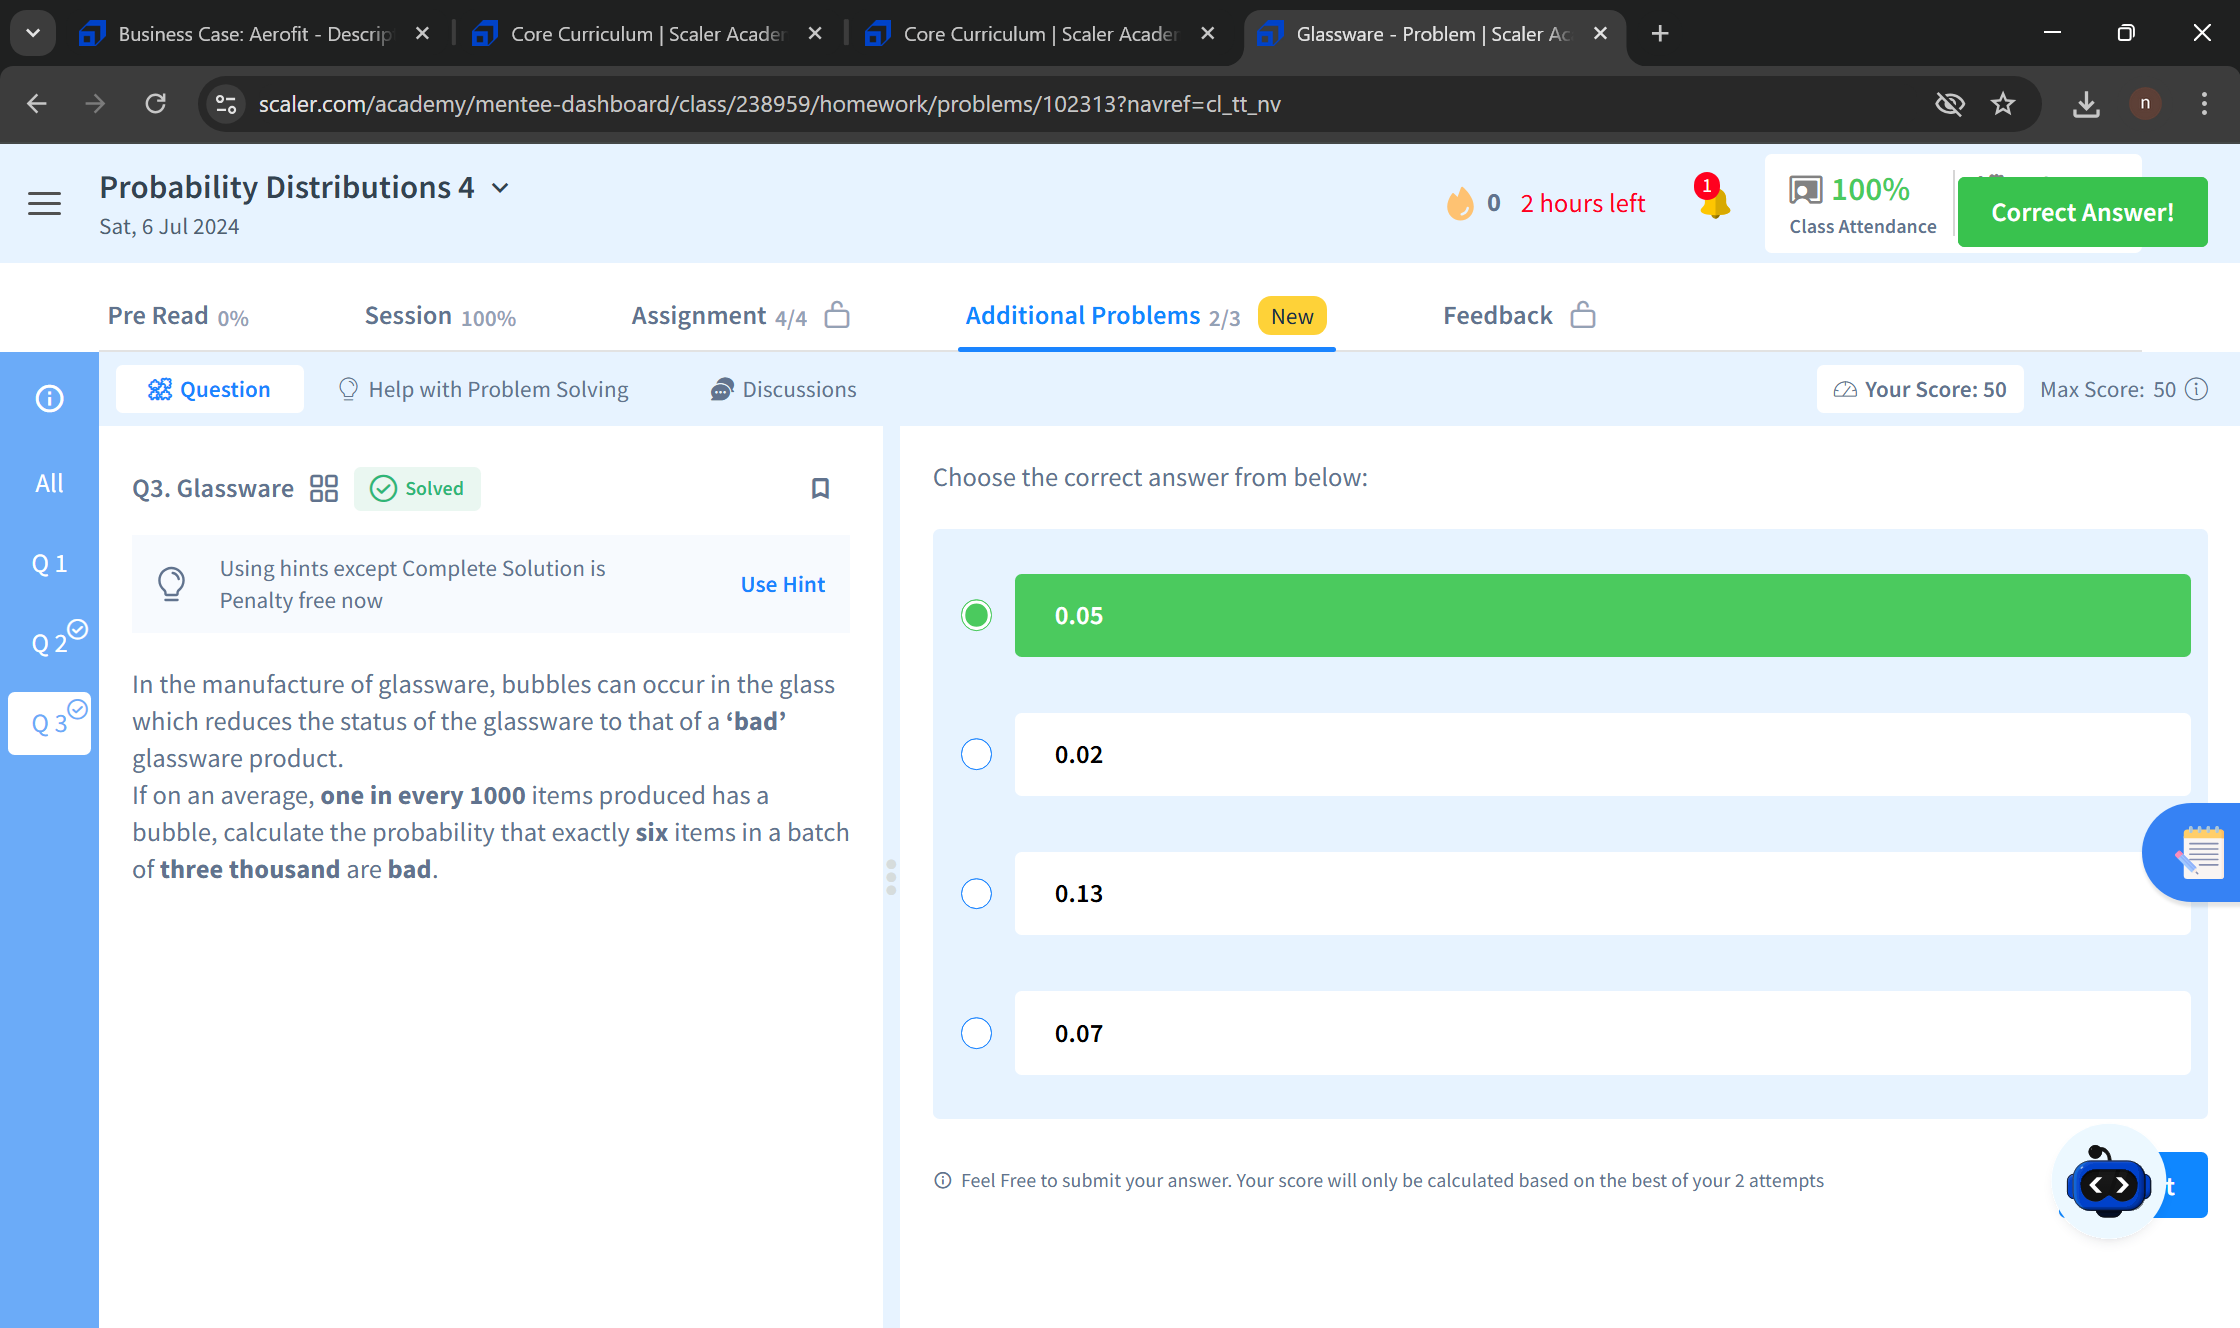 Business Case: Aerofit - Descrip
Core Curriculum | Scaler Acader
Core Curriculum | Scaler Acader
Glassware - Problem | Scaler Ac
scaler.com/academy/mentee-dashboard/class/238959/homework/problems/102313?navref=cl_tt_nv
n
Probability Distributions 4
Sat, 6 Jul 2024
0
2 hours left
1
100%
Class Attendance
Correct Answer!
Pre Read 0%
Session 100%
Assignment 4/4
Additional Problems 2/3 New
Feedback
All
Q 1
Q 2
Q 3
Question
Help with Problem Solving
Discussions
Your Score: 50
Max Score: 50
Q3. Glassware
Solved
Using hints except Complete Solution is
Penalty free now
Use Hint
In the manufacture of glassware, bubbles can occur in the glass
which reduces the status of the glassware to that of a ‘bad’
glassware product.
If on an average, one in every 1000 items produced has a
bubble, calculate the probability that exactly six items in a batch
of three thousand are bad.
Choose the correct answer from below:
0.05
0.02
0.13
0.07
Feel Free to submit your answer. Your score will only be calculated based on the best of your 2 attempts
t